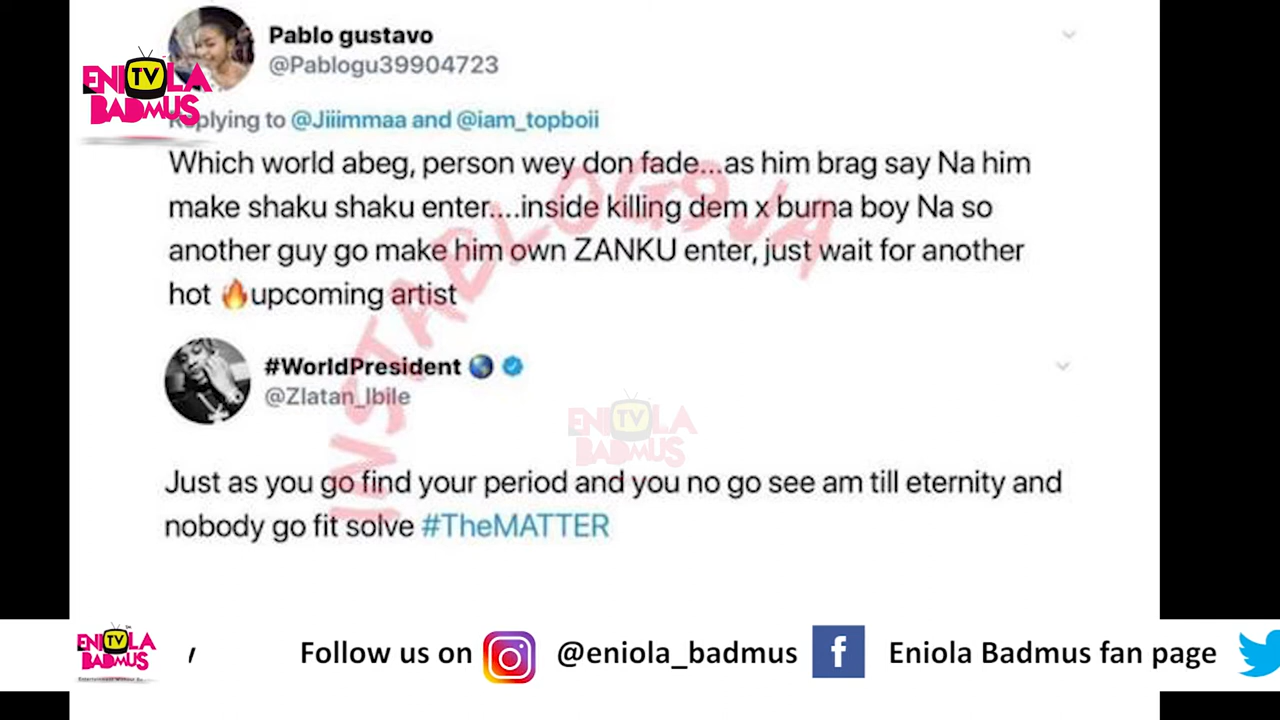 Pablo gustavo
@Pablogu39904723
ENIOLA
TV
BADMUS
Replying to @Jiiimmaa and @iam_topboii
Which world abeg, person wey don fade...as him brag say Na him
make shaku shaku enter....inside killing dem x burna boy Na so
another guy go make him own ZANKU enter, just wait for another
hot 🔥upcoming artist
INSTABLOG9JA
#WorldPresident 🌎
@Zlatan_Ibile
ENIOLA
TV
BADMUS
Just as you go find your period and you no go see am till eternity and
nobody go fit solve #TheMATTER
ENIOLA
TV
BADMUS
Follow us on @eniola_badmus f Eniola Badmus fan page